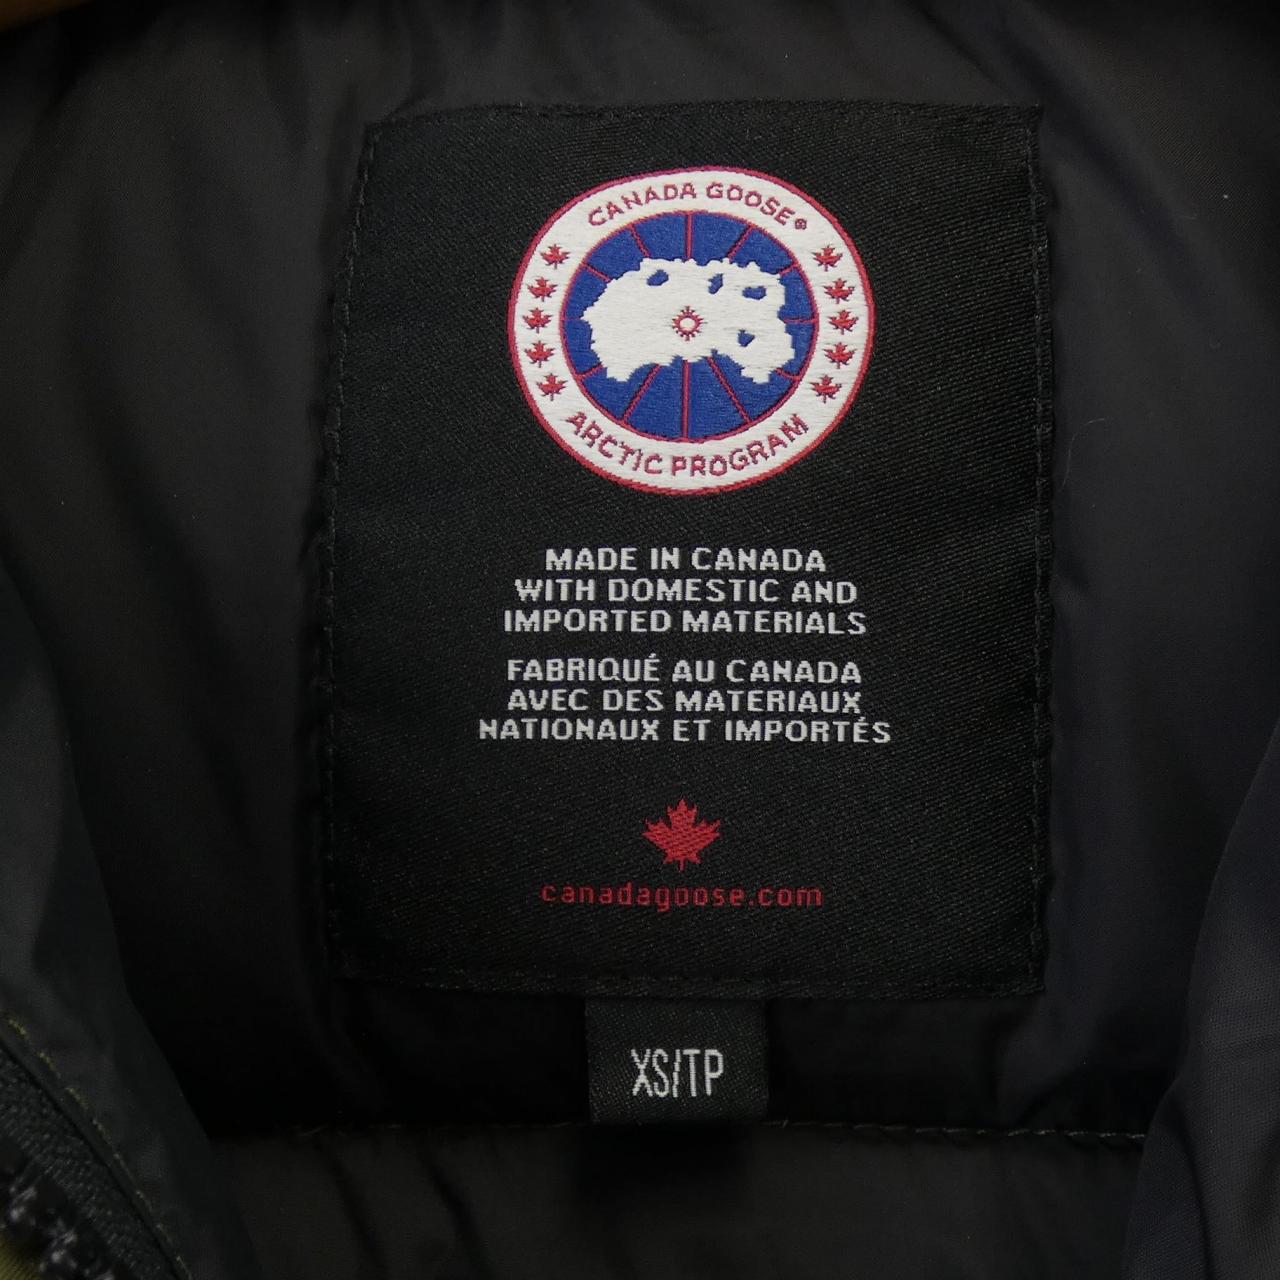 CANADA GOOSE®
ARCTIC PROGRAM
MADE IN CANADA
WITH DOMESTIC AND
IMPORTED MATERIALS
FABRIQUÉ AU CANADA
AVEC DES MATERIAUX
NATIONAUX ET IMPORTÉS
canadagoose.com
XS/TP